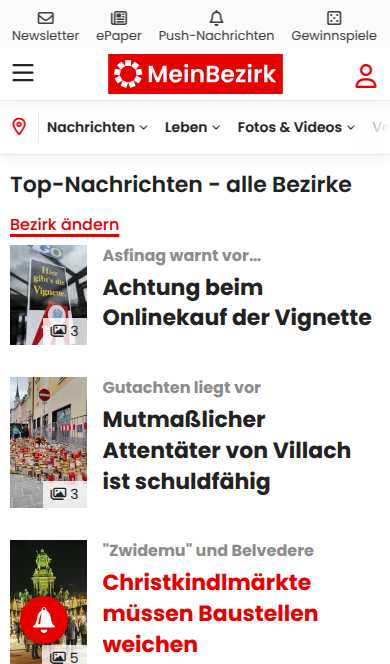 Newsletter ePaper Push-Nachrichten Gewinnspiele
MeinBezirk
Nachrichten Leben Fotos & Videos
Top-Nachrichten - alle Bezirke
Bezirk ändern
Asfinag warnt vor...
Achtung beim
Onlinekauf der Vignette
Hier
gibt's die
Vignette
3
Gutachten liegt vor
Mutmaßlicher
Attentäter von Villach
ist schuldfähig
3
"Zwidemu" und Belvedere
Christkindlmärkte
müssen Baustellen
weichen
5